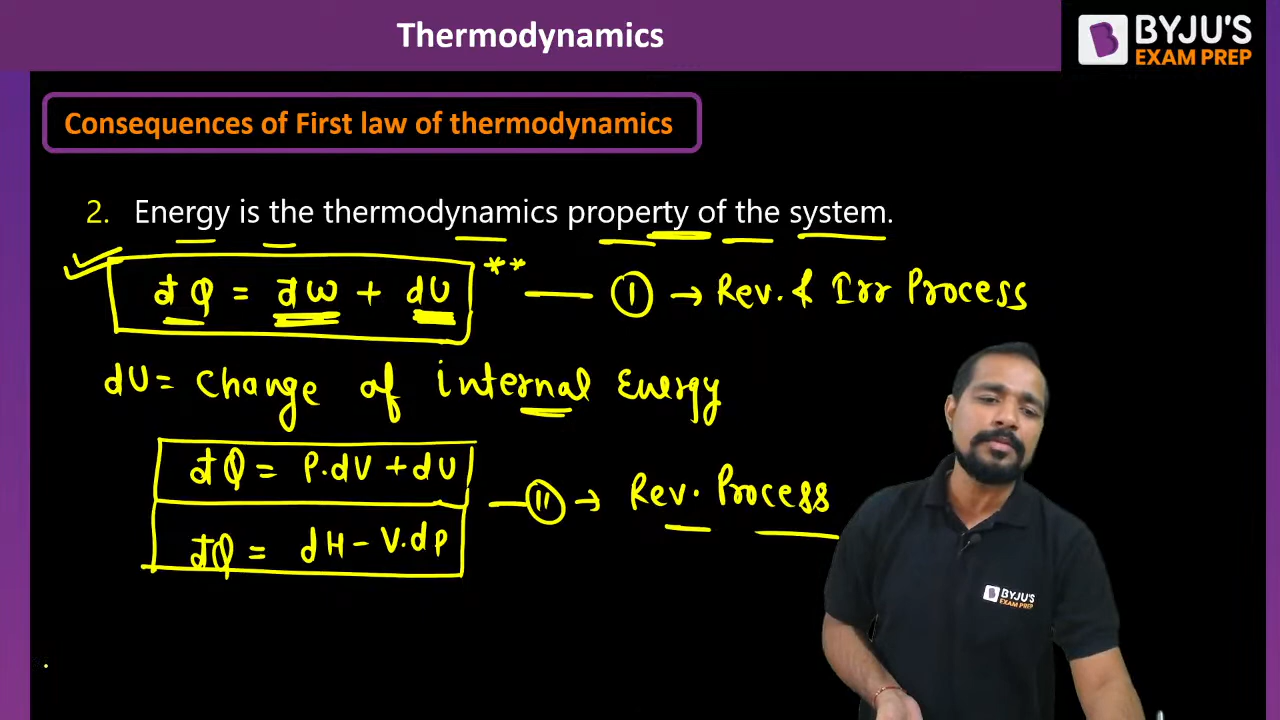 Thermodynamics
BYJU'S
EXAM PREP
Consequences of First law of thermodynamics
2. Energy is the thermodynamics property of the system.
đQ = đW + dU ** — I → Rev. & Irr Process
dU = Change of internal Energy
đQ = P.dV + dU
— II → Rev. Process
đQ = dH - V.dP
BYJU'S
EXAM PREP